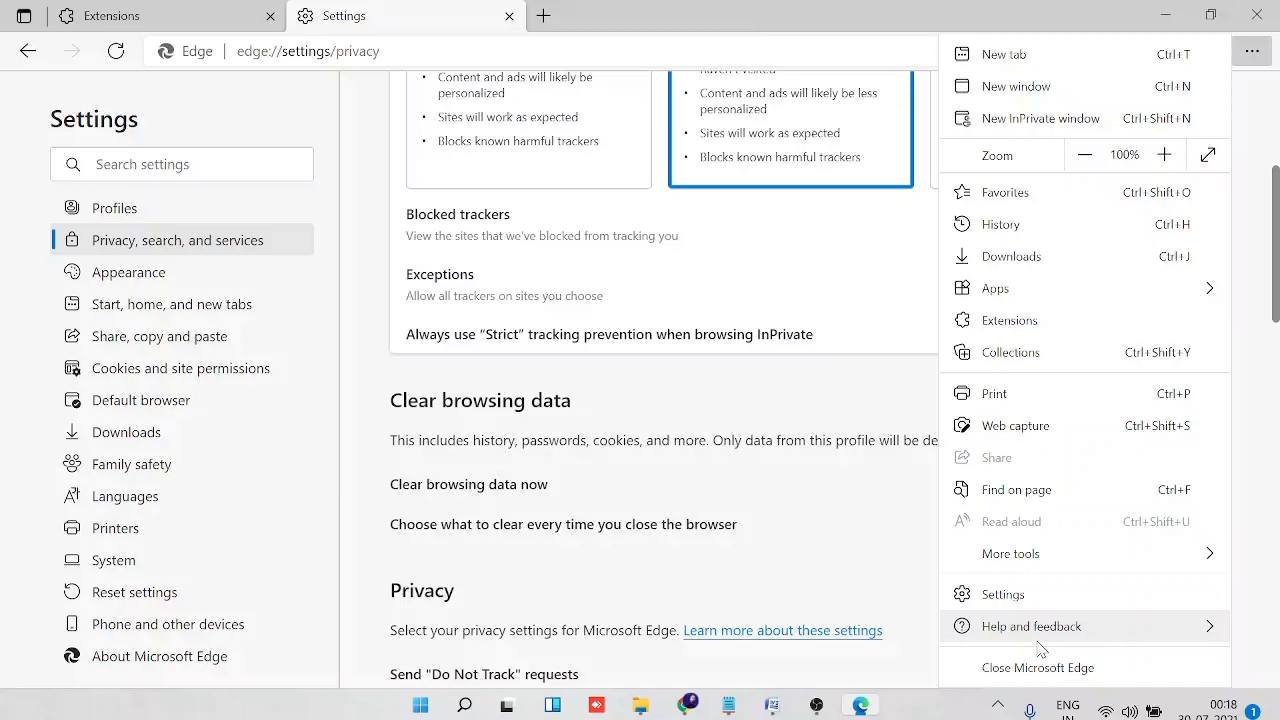 Extensions
Settings
Edge
edge://settings/privacy
Settings
Search settings
Profiles
Privacy, search, and services
Appearance
Start, home, and new tabs
Share, copy and paste
Cookies and site permissions
Default browser
Downloads
Family safety
Languages
Printers
System
Reset settings
Phone and other devices
About Microsoft Edge
• Content and ads will likely be
personalized
• Sites will work as expected
• Blocks known harmful trackers
haven't visited
• Content and ads will likely be less
personalized
• Sites will work as expected
• Blocks known harmful trackers
Blocked trackers
View the sites that we've blocked from tracking you
Exceptions
Allow all trackers on sites you choose
Always use “Strict” tracking prevention when browsing InPrivate
Clear browsing data
This includes history, passwords, cookies, and more. Only data from this profile will be de
Clear browsing data now
Choose what to clear every time you close the browser
Privacy
Select your privacy settings for Microsoft Edge. Learn more about these settings
Send "Do Not Track" requests
New tab Ctrl+T
New window Ctrl+N
New InPrivate window Ctrl+Shift+N
Zoom 100%
Favorites Ctrl+Shift+O
History Ctrl+H
Downloads Ctrl+J
Apps
Extensions
Collections Ctrl+Shift+Y
Print Ctrl+P
Web capture Ctrl+Shift+S
Share
Find on page Ctrl+F
Read aloud Ctrl+Shift+U
More tools
Settings
Help and feedback
Close Microsoft Edge
ENG
IN
00:18
30-07-2021
1